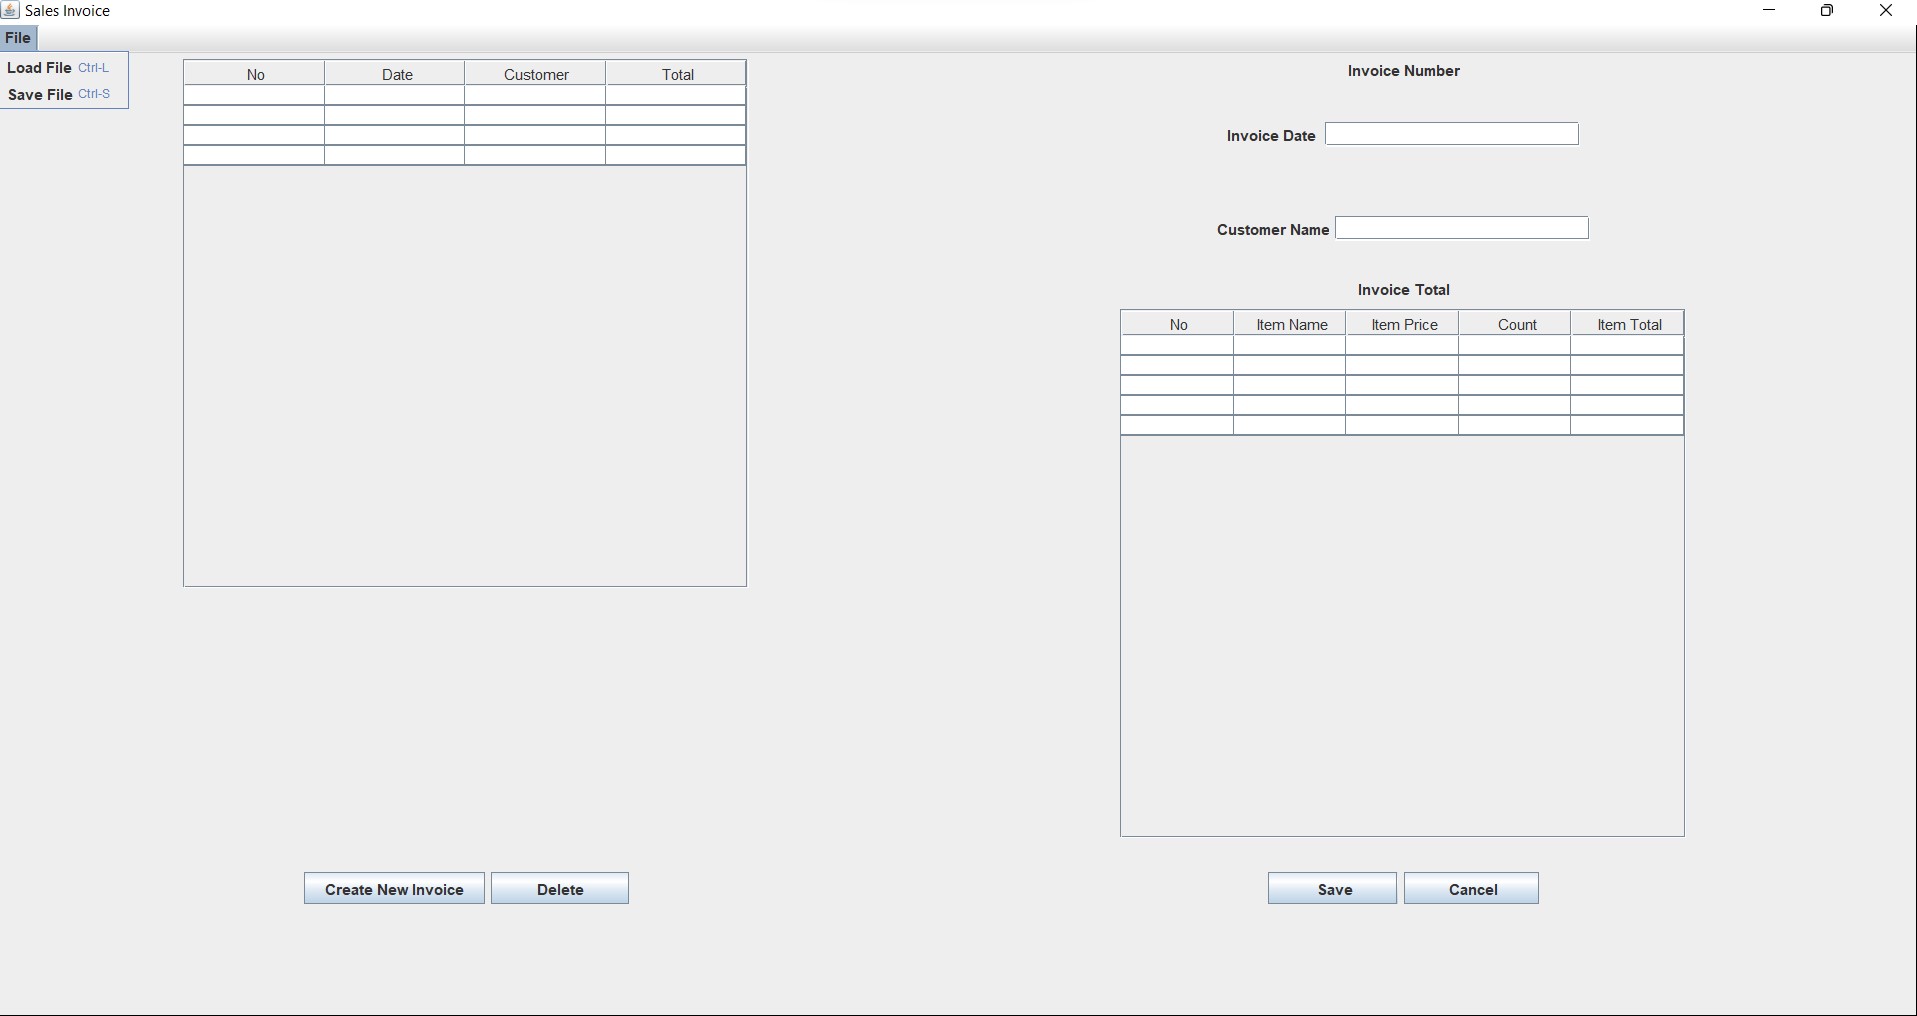 Sales Invoice
File
Load File Ctrl-L
Save File Ctrl-S
No Date Customer Total
Invoice Number
Invoice Date
Customer Name
Invoice Total
No Item Name Item Price Count Item Total
Create New Invoice Delete
Save Cancel